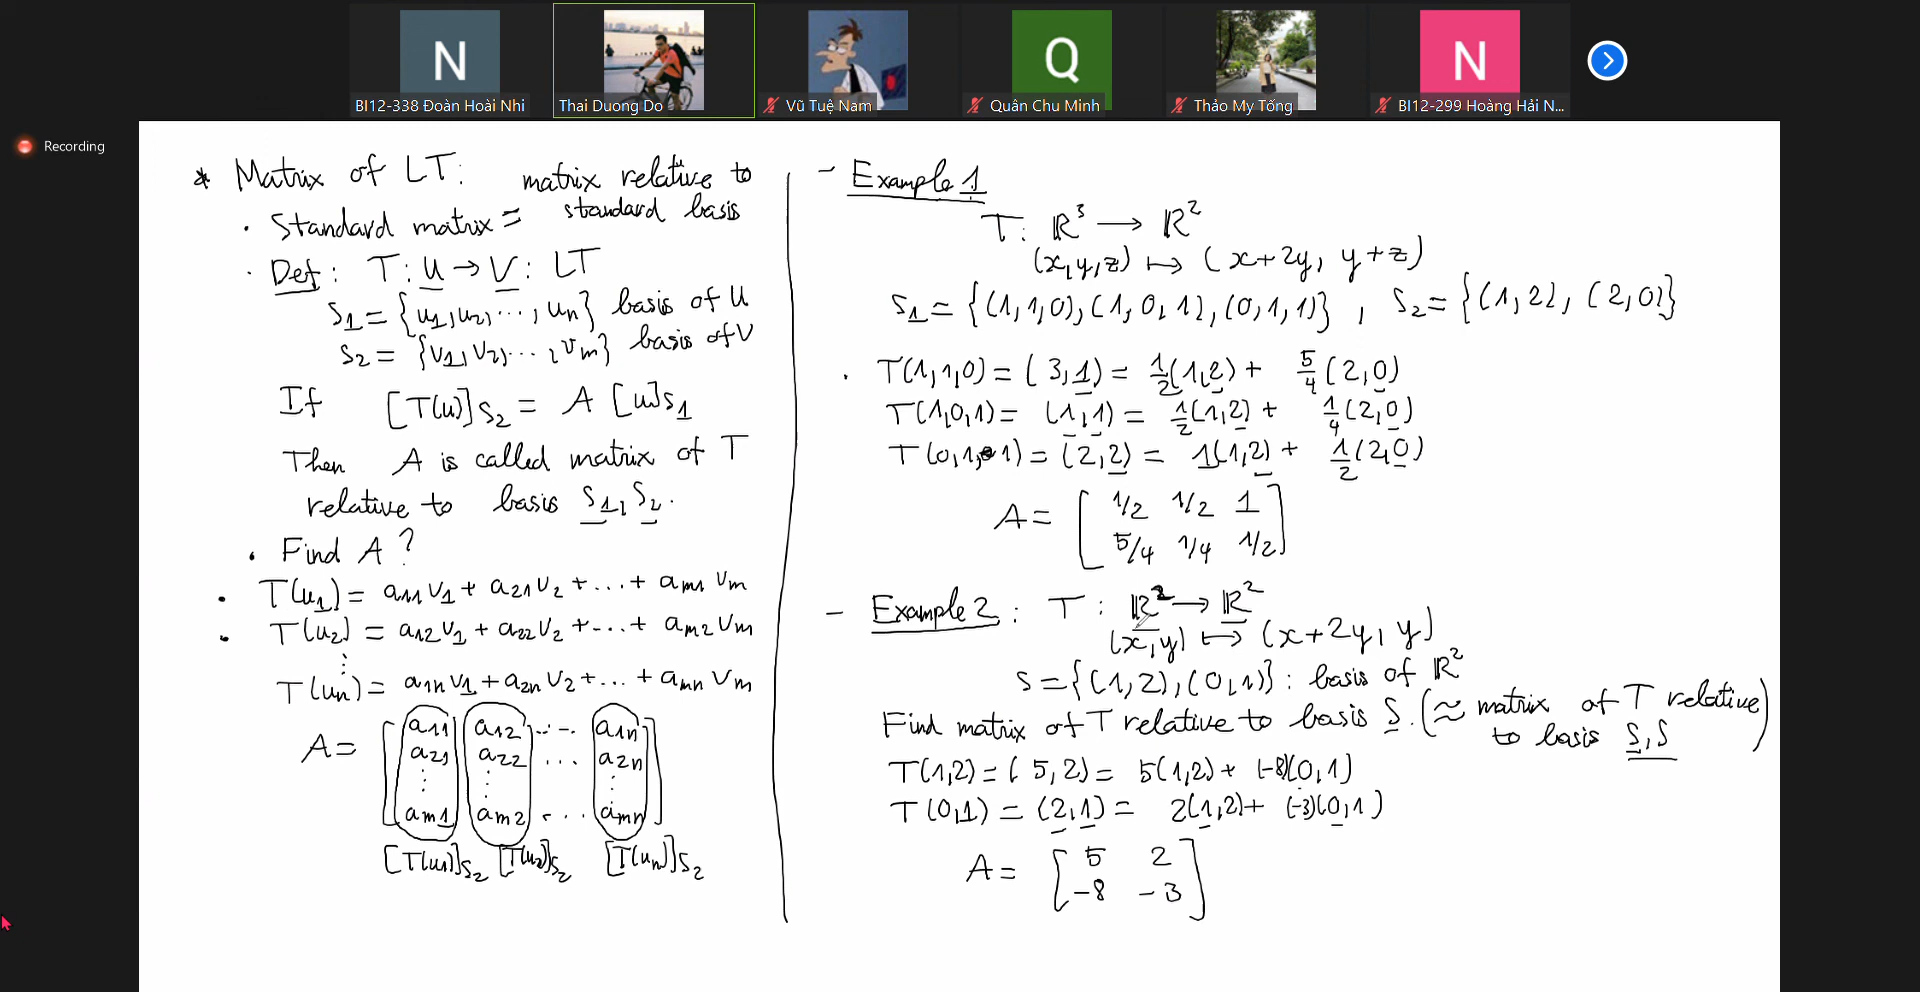 N
BI12-338 Đoàn Hoài Nhi
Thai Duong Do
Vũ Tuệ Nam
Q
Quân Chu Minh
Thảo My Tống
N
BI12-299 Hoàng Hải N...
Recording
* Matrix of LT: matrix relative to
· Standard matrix = standard basis
· Def: T: U → V: LT
S1 = {u1, u2, ..., un} basis of U
S2 = {v1, v2, ..., vm} basis of V
If [T(u)]S2 = A [u]S1
Then A is called matrix of T
relative to basis S1, S2.
· Find A?
· T(u1) = a11 v1 + a21 v2 + ... + am1 vm
· T(u2) = a12 v1 + a22 v2 + ... + am2 vm
⋮
T(un) = a1n v1 + a2n v2 + ... + amn vm
A = [ a11 a12 ... a1n
a21 a22 ... a2n
⋮ ⋮ ⋮
am1 am2 ... amn ]
[T(u1)]S2 [T(u2)]S2 [T(un)]S2
- Example 1
T: ℝ³ → ℝ²
(x,y,z) ↦ (x+2y, y+z)
S1 = {(1,1,0), (1,0,1), (0,1,1)}, S2 = {(1,2), (2,0)}
· T(1,1,0) = (3,1) = 1/2(1,2) + 5/4(2,0)
T(1,0,1) = (1,1) = 1/2(1,2) + 1/4(2,0)
T(0,1,1) = (2,2) = 1(1,2) + 1/2(2,0)
A = [ 1/2 1/2 1
5/4 1/4 1/2 ]
- Example 2: T: ℝ² → ℝ²
(x,y) ↦ (x+2y, y)
S = {(1,2), (0,1)}: basis of ℝ²
Find matrix of T relative to basis S. (≈ matrix of T relative
to basis S, S)
T(1,2) = (5,2) = 5(1,2) + (-8)(0,1)
T(0,1) = (2,1) = 2(1,2) + (-3)(0,1)
A = [ 5 2
-8 -3 ]